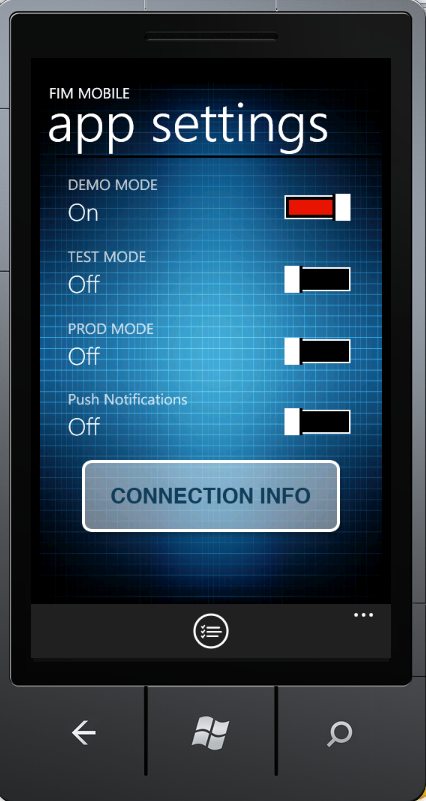 FIM MOBILE
app settings
DEMO MODE
On
TEST MODE
Off
PROD MODE
Off
Push Notifications
Off
CONNECTION INFO